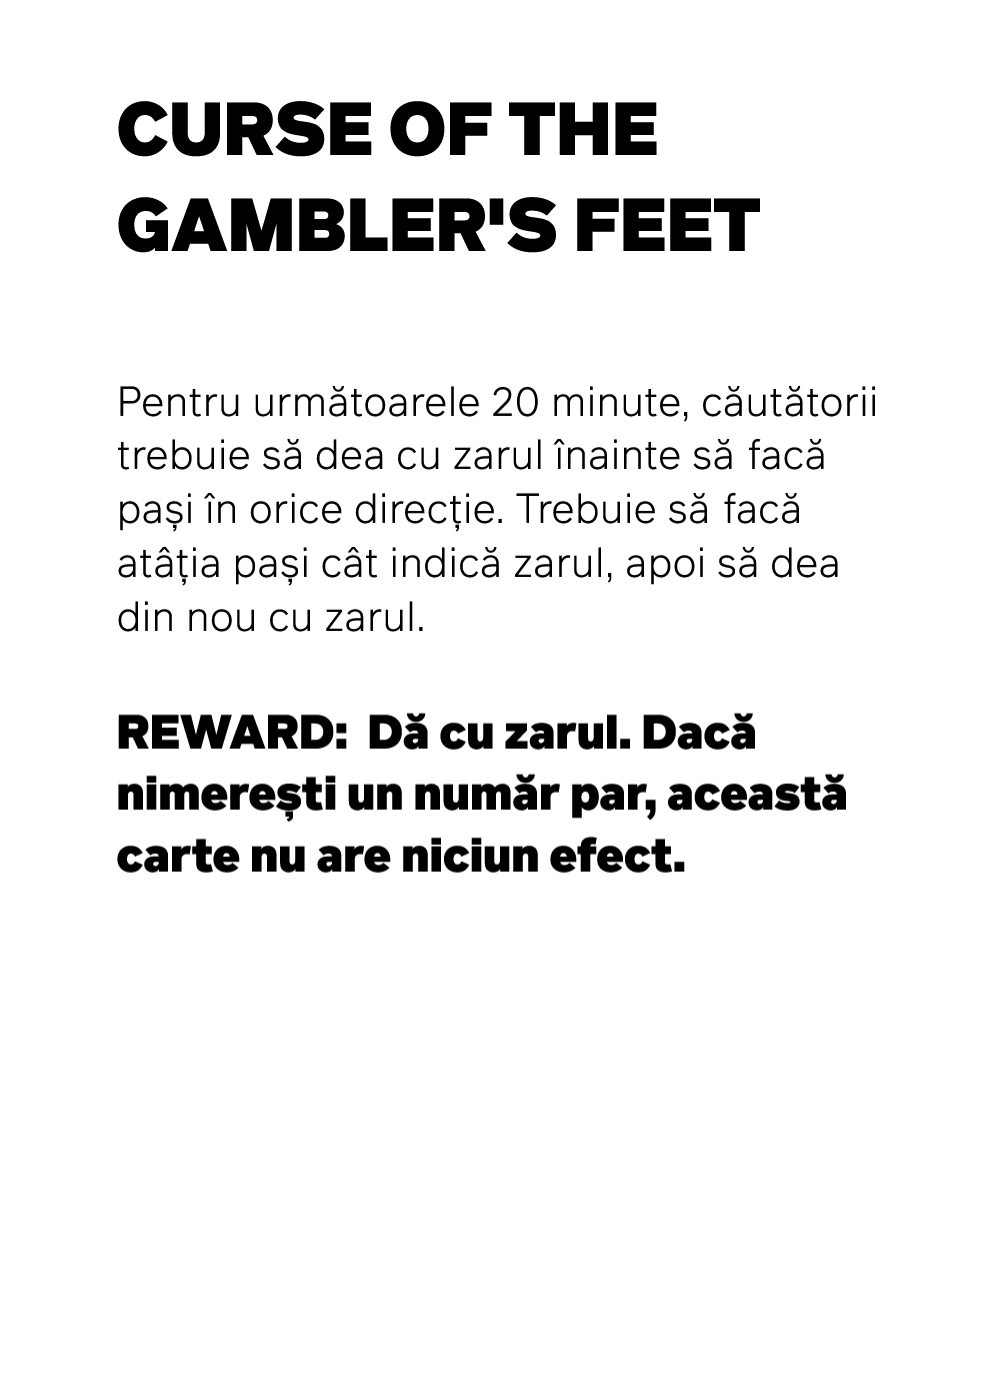 CURSE OF THE
GAMBLER'S FEET
Pentru următoarele 20 minute, căutătorii
trebuie să dea cu zarul înainte să facă
pași în orice direcție. Trebuie să facă
atâția pași cât indică zarul, apoi să dea
din nou cu zarul.
REWARD:  Dă cu zarul. Dacă
nimerești un număr par, această
carte nu are niciun efect.